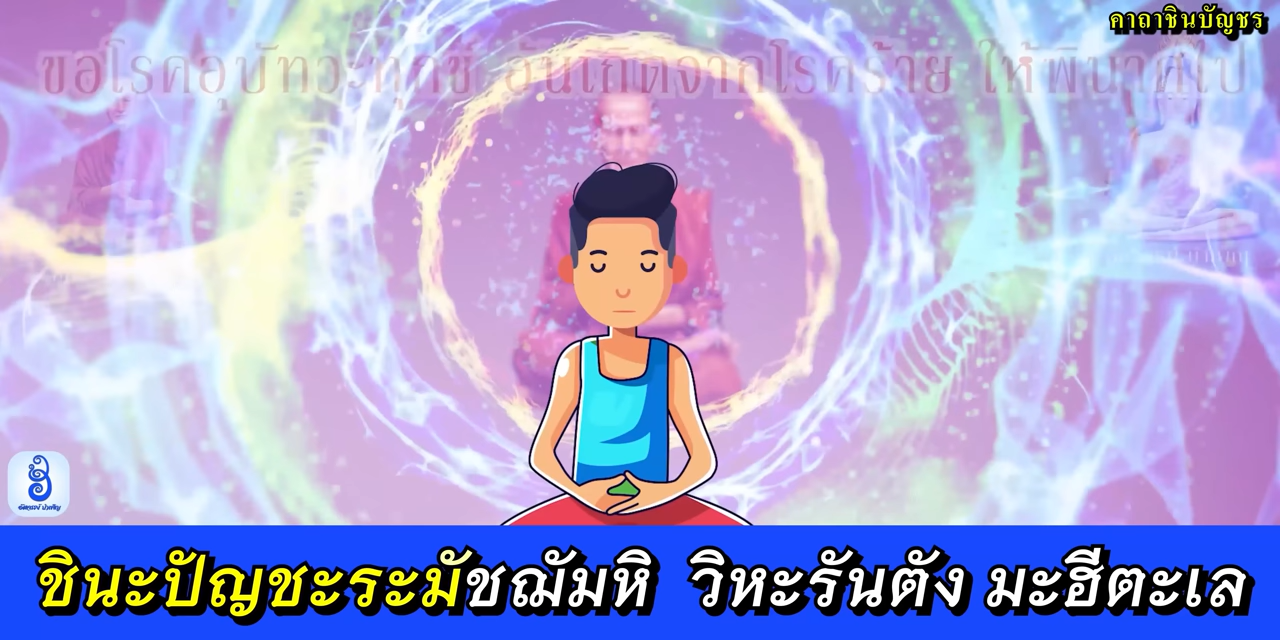 คาถาชินบัญชร
ขอโรคอุบัทวะทุกข์ อันเกิดจากโรคร้าย ให้พินาศไป
ชินะปัญชะระมัชฌัมหิ วิหะรันตัง มะฮีตะเล